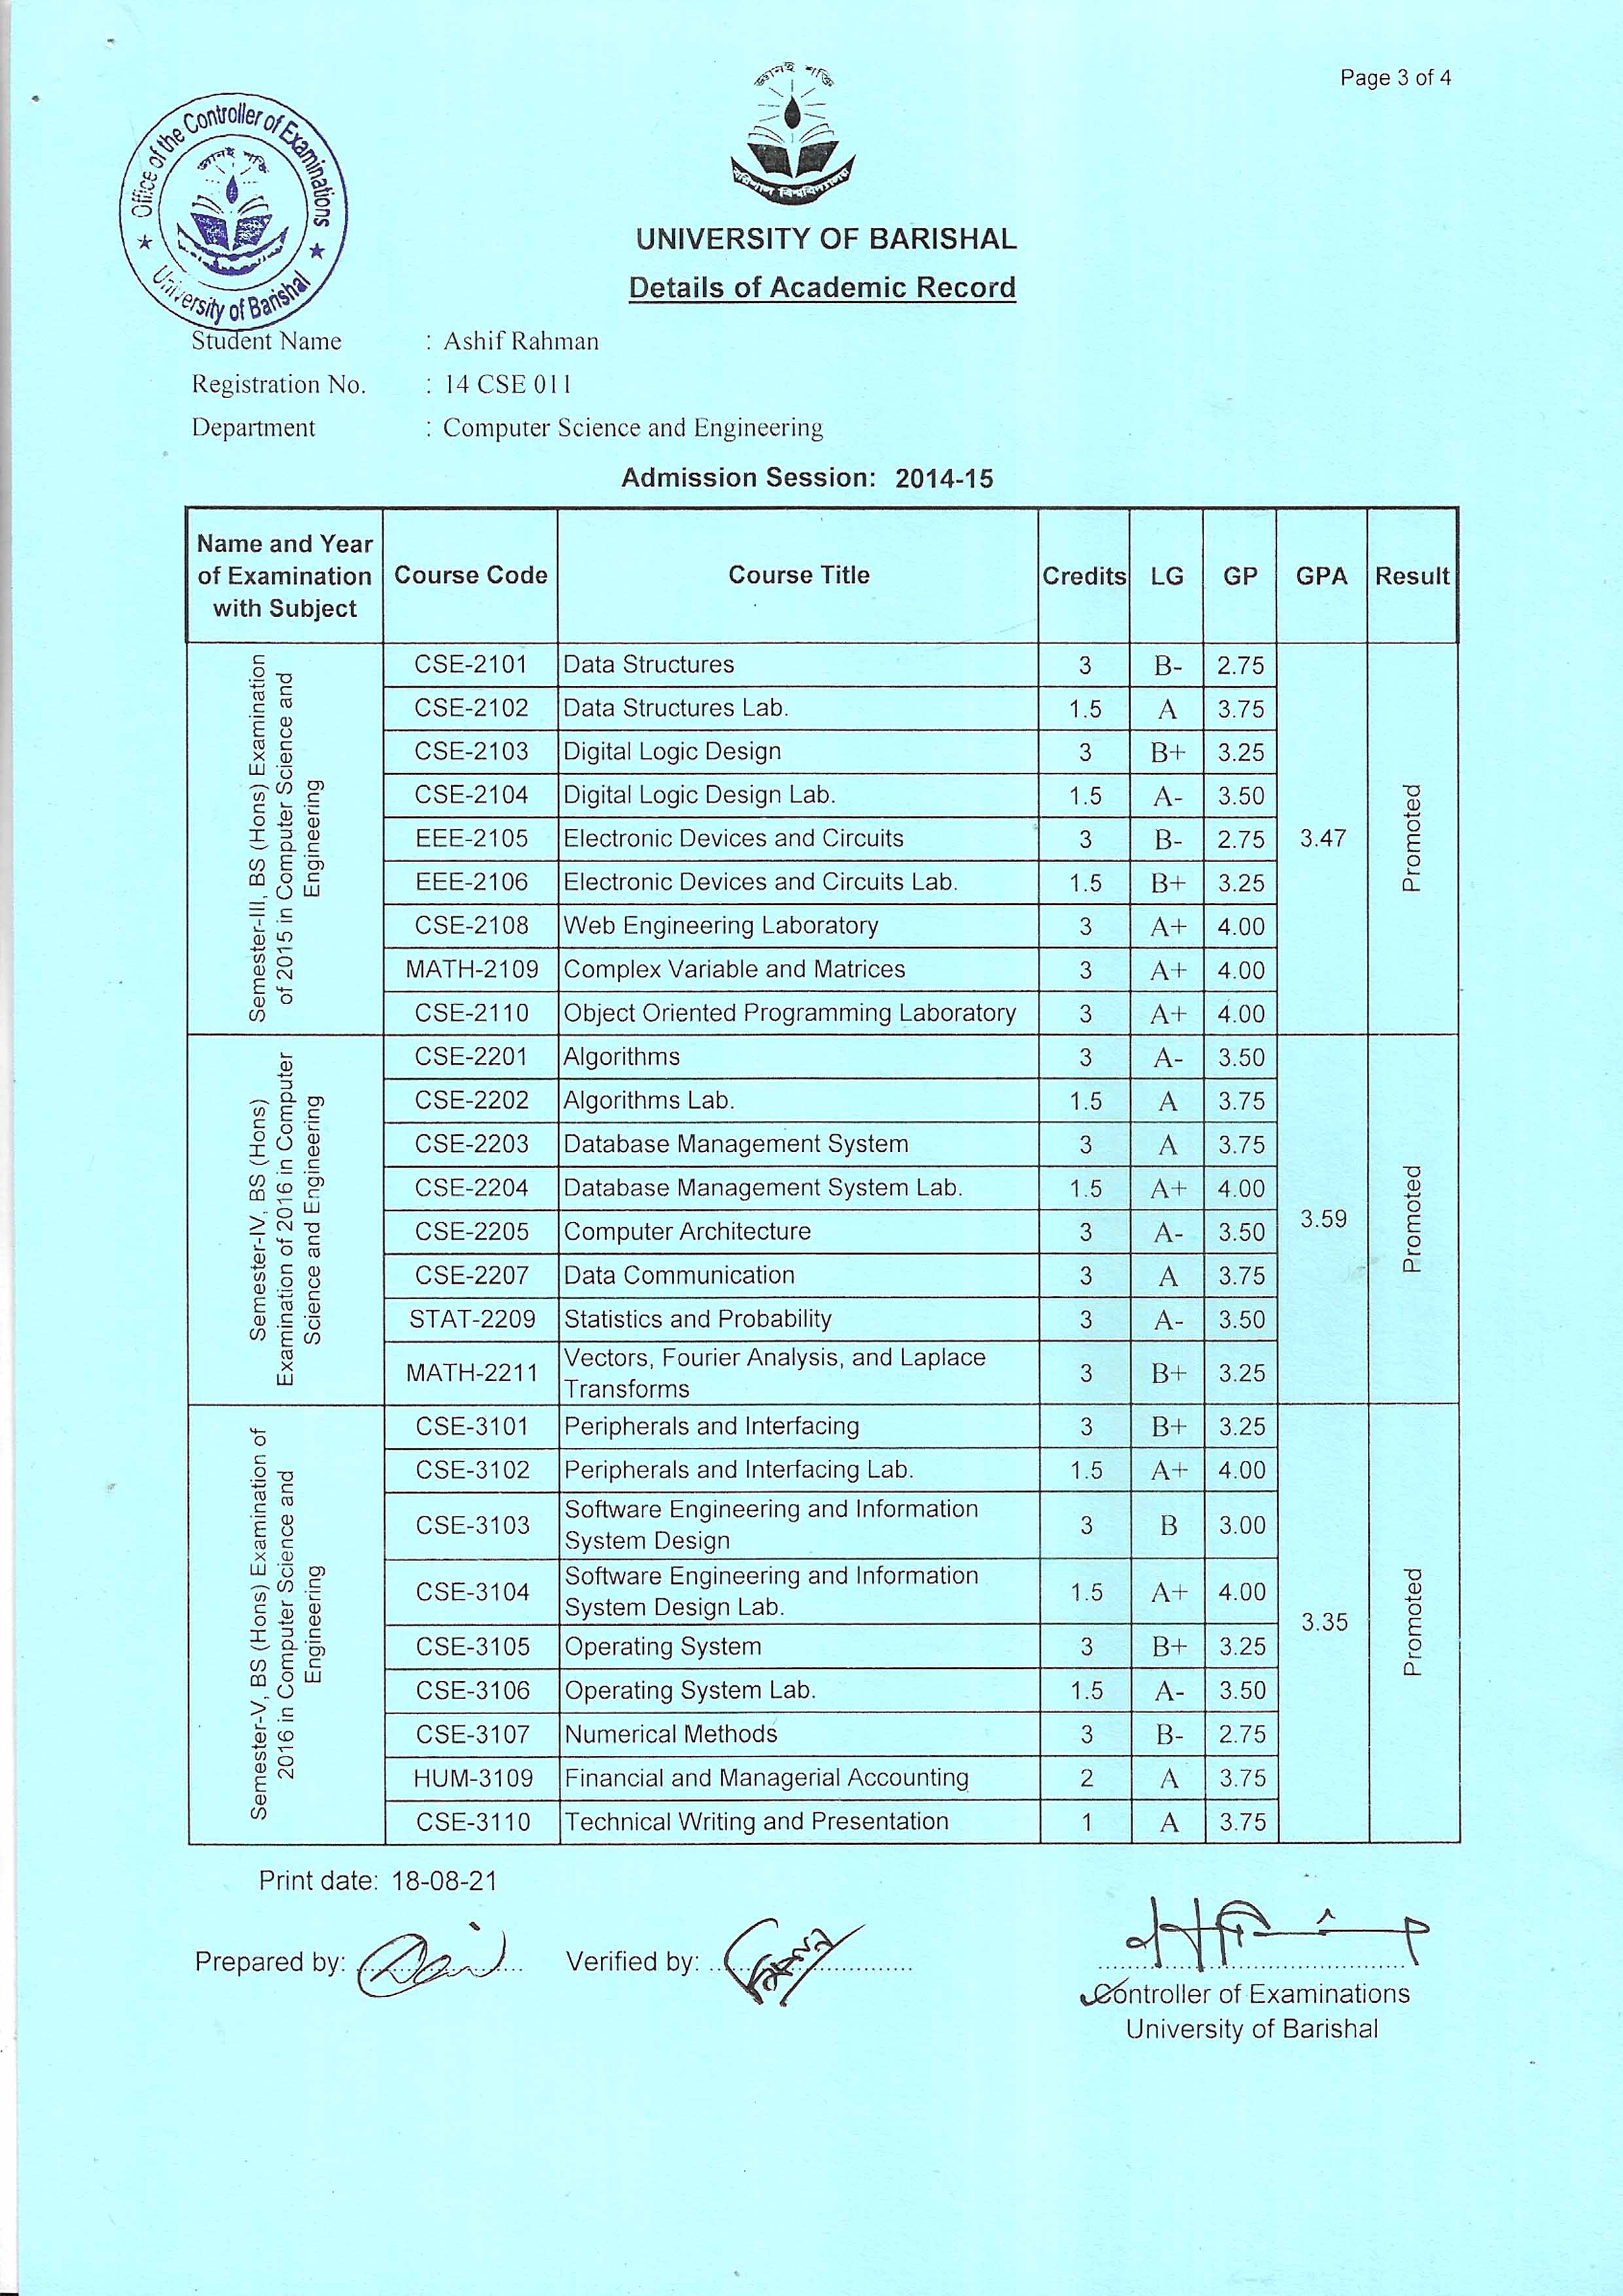 Page 3 of 4
জ্ঞানই শক্তি
বরিশাল বিশ্ববিদ্যালয়
Office of the Controller of Examinations
জ্ঞানই শক্তি
University of Barishal
UNIVERSITY OF BARISHAL
Details of Academic Record
Student Name : Ashif Rahman
Registration No. : 14 CSE 011
Department : Computer Science and Engineering
Admission Session: 2014-15
Name and Year of Examination with Subject Course Code Course Title Credits LG GP GPA Result
Semester-III, BS (Hons) Examination of 2015 in Computer Science and Engineering
CSE-2101 Data Structures 3 B- 2.75
CSE-2102 Data Structures Lab. 1.5 A 3.75
CSE-2103 Digital Logic Design 3 B+ 3.25
CSE-2104 Digital Logic Design Lab. 1.5 A- 3.50
EEE-2105 Electronic Devices and Circuits 3 B- 2.75
EEE-2106 Electronic Devices and Circuits Lab. 1.5 B+ 3.25
CSE-2108 Web Engineering Laboratory 3 A+ 4.00
MATH-2109 Complex Variable and Matrices 3 A+ 4.00
CSE-2110 Object Oriented Programming Laboratory 3 A+ 4.00
3.47 Promoted
Semester-IV, BS (Hons) Examination of 2016 in Computer Science and Engineering
CSE-2201 Algorithms 3 A- 3.50
CSE-2202 Algorithms Lab. 1.5 A 3.75
CSE-2203 Database Management System 3 A 3.75
CSE-2204 Database Management System Lab. 1.5 A+ 4.00
CSE-2205 Computer Architecture 3 A- 3.50
CSE-2207 Data Communication 3 A 3.75
STAT-2209 Statistics and Probability 3 A- 3.50
MATH-2211 Vectors, Fourier Analysis, and Laplace Transforms 3 B+ 3.25
3.59 Promoted
Semester-V, BS (Hons) Examination of 2016 in Computer Science and Engineering
CSE-3101 Peripherals and Interfacing 3 B+ 3.25
CSE-3102 Peripherals and Interfacing Lab. 1.5 A+ 4.00
CSE-3103 Software Engineering and Information System Design 3 B 3.00
CSE-3104 Software Engineering and Information System Design Lab. 1.5 A+ 4.00
CSE-3105 Operating System 3 B+ 3.25
CSE-3106 Operating System Lab. 1.5 A- 3.50
CSE-3107 Numerical Methods 3 B- 2.75
HUM-3109 Financial and Managerial Accounting 2 A 3.75
CSE-3110 Technical Writing and Presentation 1 A 3.75
3.35 Promoted
Print date: 18-08-21
Prepared by: Verified by:
Controller of Examinations
University of Barishal